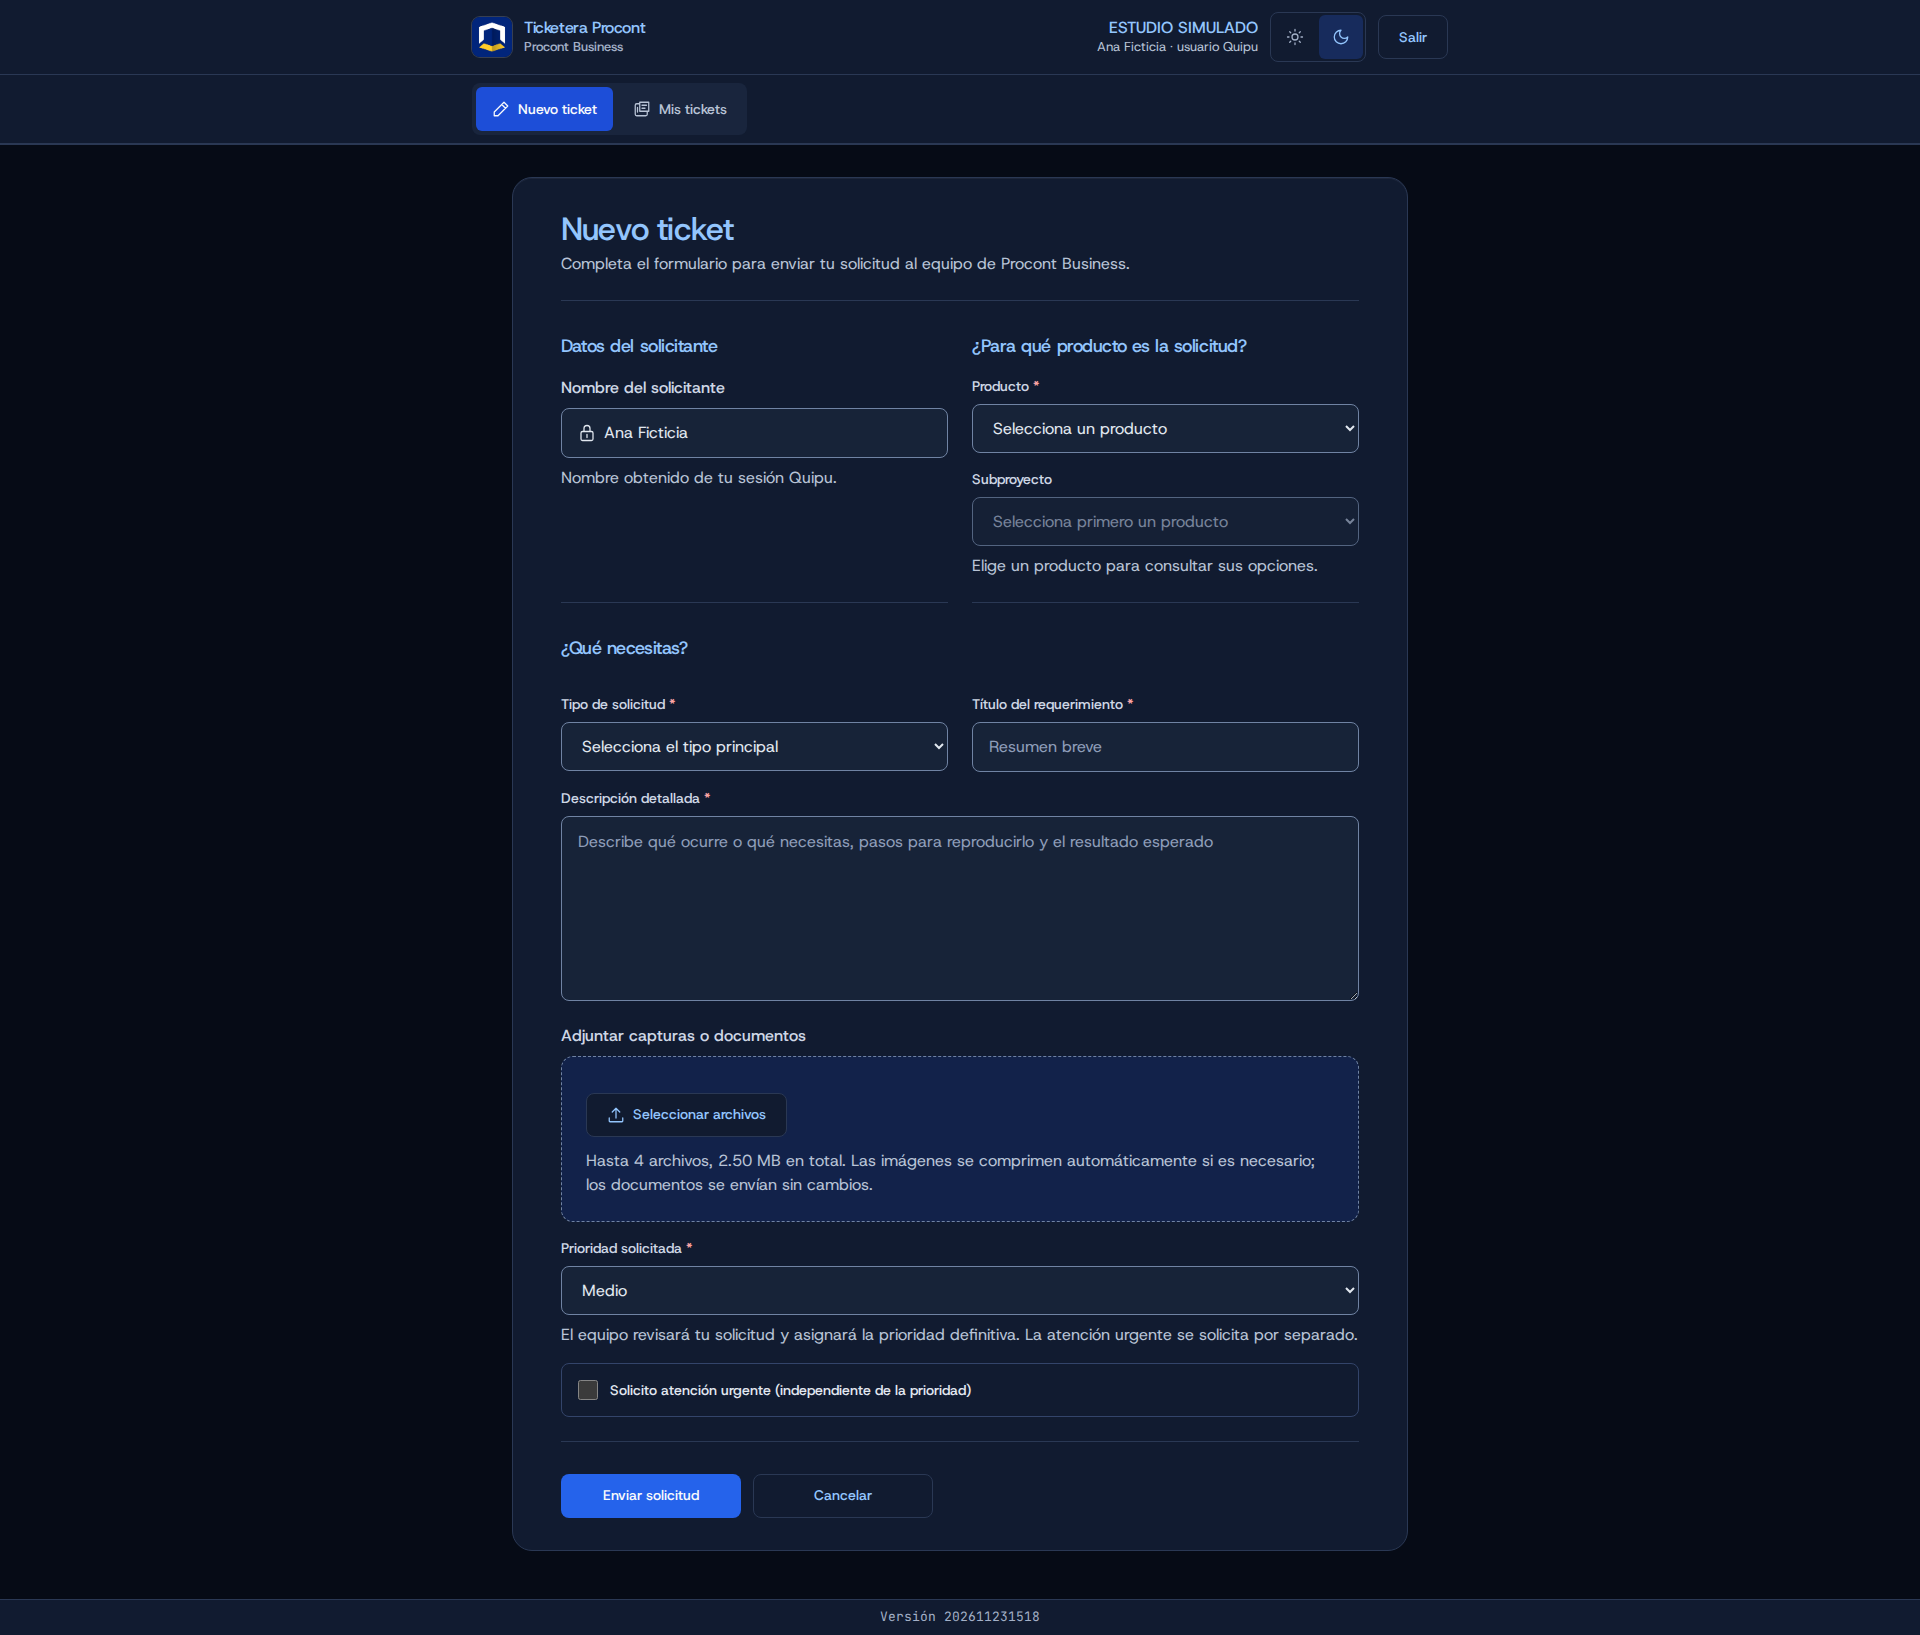 Ticketera Procont
Procont Business
ESTUDIO SIMULADO
Ana Ficticia · usuario Quipu
Salir
Nuevo ticket
Mis tickets
Nuevo ticket
Completa el formulario para enviar tu solicitud al equipo de Procont Business.
Datos del solicitante
Nombre del solicitante
Ana Ficticia
Nombre obtenido de tu sesión Quipu.
¿Para qué producto es la solicitud?
Producto *
Selecciona un producto
Subproyecto
Selecciona primero un producto
Elige un producto para consultar sus opciones.
¿Qué necesitas?
Tipo de solicitud *
Selecciona el tipo principal
Título del requerimiento *
Resumen breve
Descripción detallada *
Describe qué ocurre o qué necesitas, pasos para reproducirlo y el resultado esperado
Adjuntar capturas o documentos
Seleccionar archivos
Hasta 4 archivos, 2.50 MB en total. Las imágenes se comprimen automáticamente si es necesario;
los documentos se envían sin cambios.
Prioridad solicitada *
Medio
El equipo revisará tu solicitud y asignará la prioridad definitiva. La atención urgente se solicita por separado.
Solicito atención urgente (independiente de la prioridad)
Enviar solicitud
Cancelar
Versión 202611231518